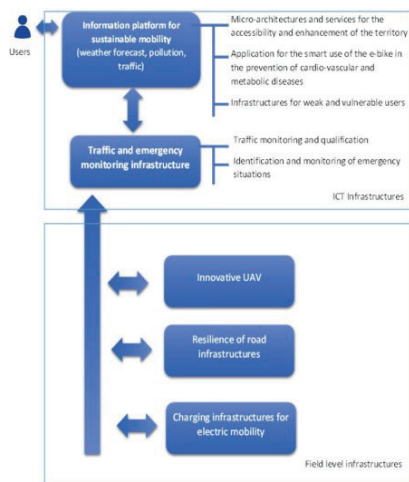 Users
Information platform for
sustainable mobility
(weather forecast, pollution,
traffic)
Micro-architectures and services for the
accessibility and enhancement of the territory
Application for the smart use of the e-bike in
the prevention of cardio-vascular and
metabolic diseases
Infrastructures for weak and vulnerable users
Traffic and emergency
monitoring infrastructure
Traffic monitoring and qualification
Identification and monitoring of emergency
situations
ICT Infrastructures
Innovative UAV
Resilience of road
infrastructures
Charging infrastructures for
electric mobility
Field level infrastructures